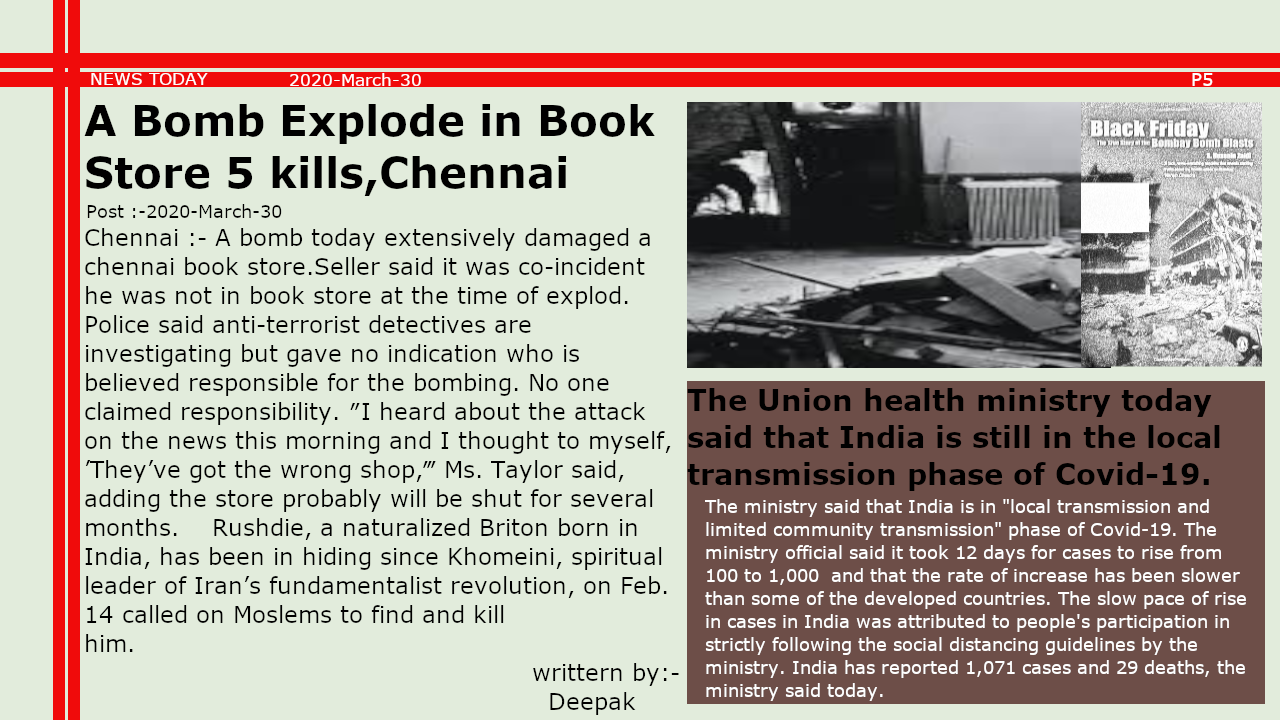 NEWS TODAY 2020-March-30 P5
A Bomb Explode in Book
Store 5 kills,Chennai
Post :-2020-March-30
Chennai :- A bomb today extensively damaged a
chennai book store.Seller said it was co-incident
he was not in book store at the time of explod.
Police said anti-terrorist detectives are
investigating but gave no indication who is
believed responsible for the bombing. No one
claimed responsibility. ″I heard about the attack
on the news this morning and I thought to myself,
′They′ve got the wrong shop,′″ Ms. Taylor said,
adding the store probably will be shut for several
months. Rushdie, a naturalized Briton born in
India, has been in hiding since Khomeini, spiritual
leader of Iran′s fundamentalist revolution, on Feb.
14 called on Moslems to find and kill
him.
writtern by:-
Deepak
Black Friday
The True Story of the Bombay Bomb Blasts
S. Hussain Zaidi
The Union health ministry today
said that India is still in the local
transmission phase of Covid-19.
The ministry said that India is in "local transmission and
limited community transmission" phase of Covid-19. The
ministry official said it took 12 days for cases to rise from
100 to 1,000 and that the rate of increase has been slower
than some of the developed countries. The slow pace of rise
in cases in India was attributed to people's participation in
strictly following the social distancing guidelines by the
ministry. India has reported 1,071 cases and 29 deaths, the
ministry said today.